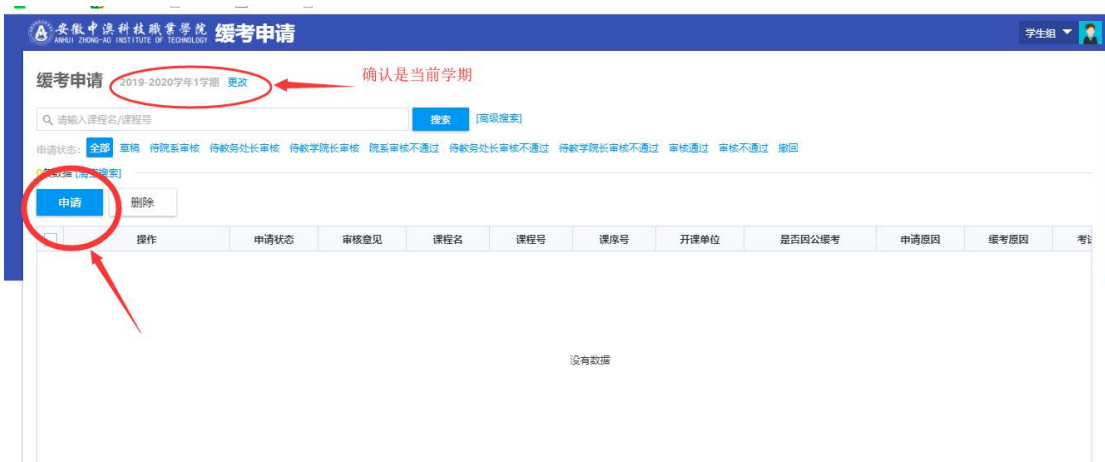 安徽中澳科技職業學院 缓考申请
ANHUI ZHONG-AO INSTITUTE OF TECHNOLOGY
学生组
缓考申请 2019-2020学年1学期 更改 确认是当前学期
请输入课程名/课程号 搜索 [高级搜索]
申请状态: 全部 草稿 待院系审核 待教务处长审核 待教学院长审核 院系审核不通过 待教务处长审核不通过 待教学院长审核不通过 审核通过 审核不通过 撤回
0条数据 [清空搜索]
申请 删除
操作 申请状态 审核意见 课程名 课程号 课序号 开课单位 是否因公缓考 申请原因 缓考原因
没有数据